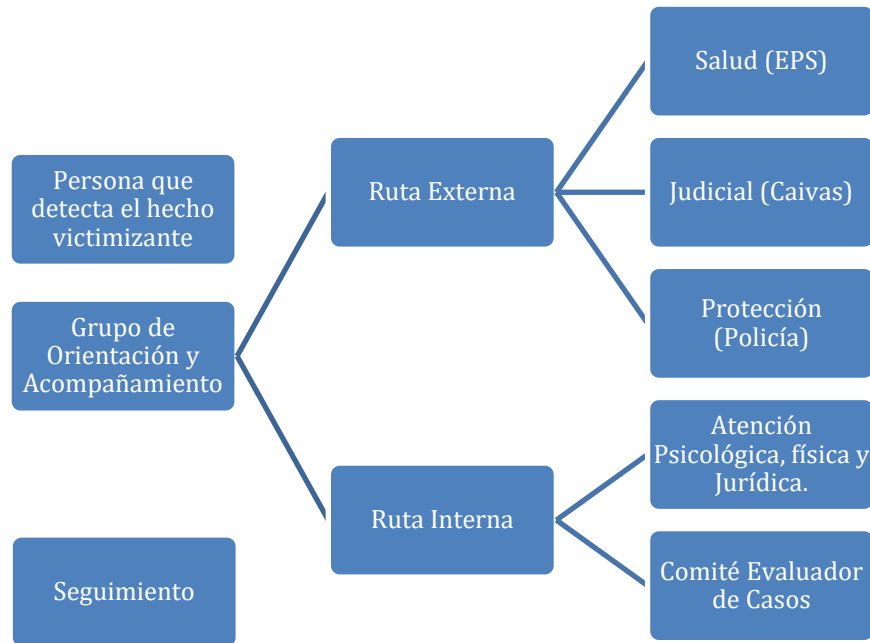 Persona que
detecta el hecho
victimizante
Grupo de
Orientación y
Acompañamiento
Seguimiento
Ruta Externa
Ruta Interna
Salud (EPS)
Judicial (Caivas)
Protección
(Policía)
Atención
Psicológica, física y
Jurídica.
Comité Evaluador
de Casos